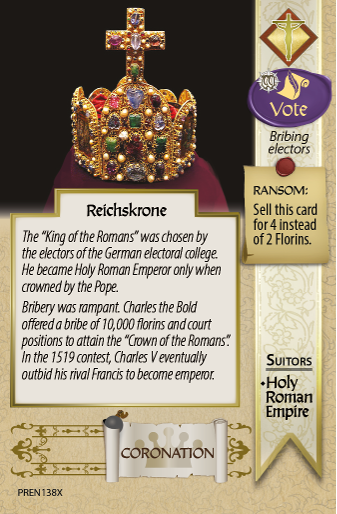 Vote
Bribing
electors
RANSOM:
Sell this card
for 4 instead
of 2 Florins.
Reichskrone
The “King of the Romans” was chosen by
the electors of the German electoral college.
He became Holy Roman Emperor only when
crowned by the Pope.
Bribery was rampant. Charles the Bold
offered a bribe of 10,000 florins and court
positions to attain the “Crown of the Romans”.
In the 1519 contest, Charles V eventually
outbid his rival Francis to become emperor.
SUITORS
•Holy
Roman
Empire
CORONATION
PREN138X